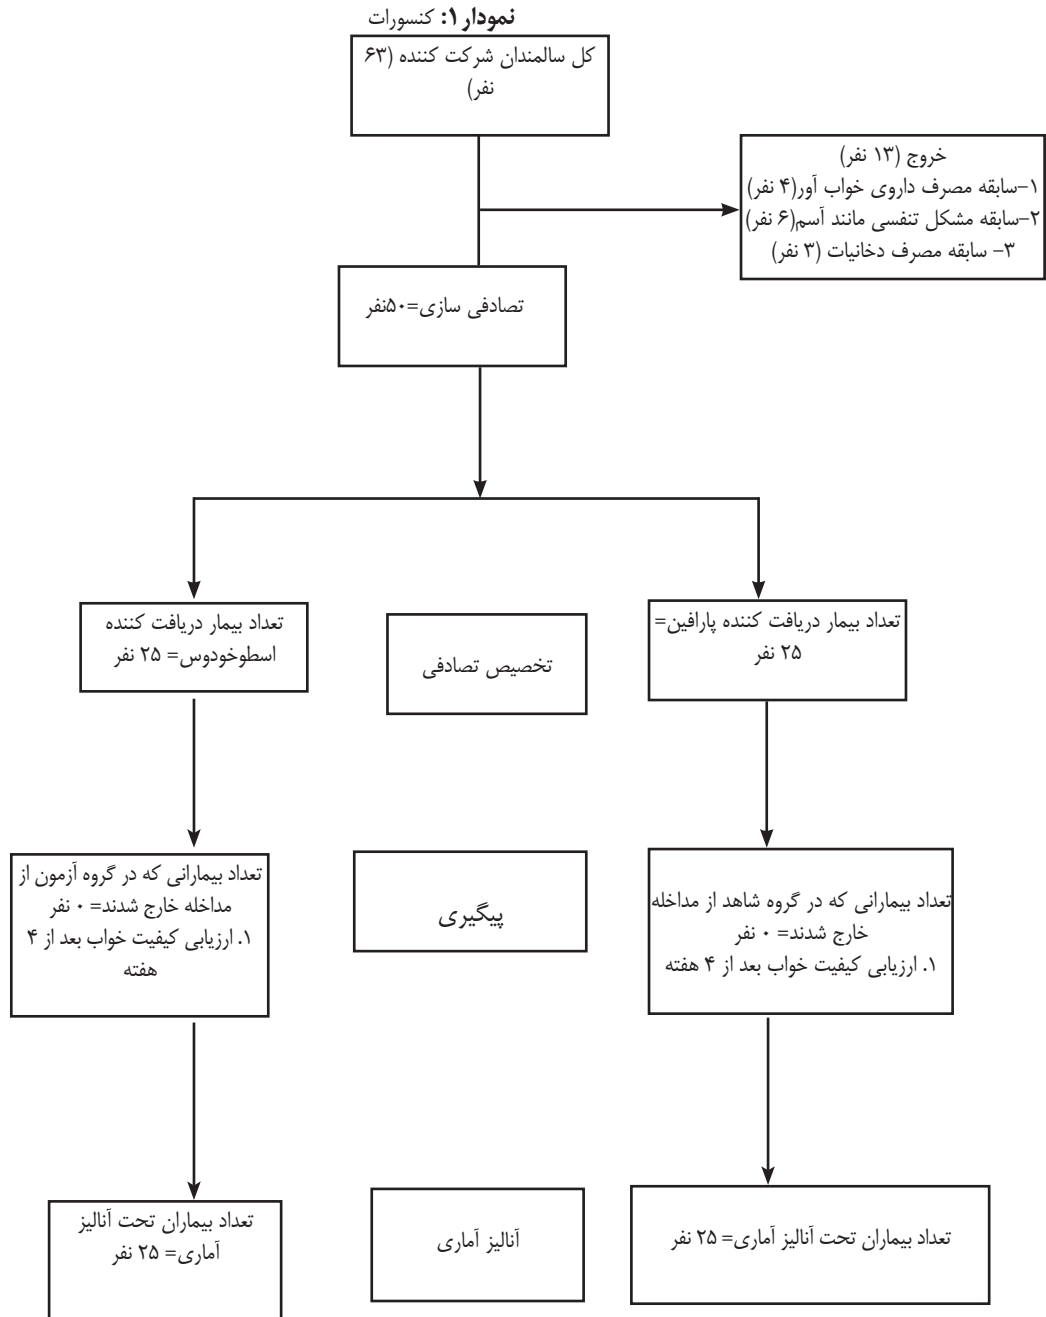 نمودار ۱: کنسورات
کل سالمندان شرکت کننده (۶۳
نفر)
خروج (۱۳ نفر)
۱-سابقه مصرف داروی خواب آور(۴ نفر)
۲-سابقه مشکل تنفسی مانند آسم(۶ نفر)
۳- سابقه مصرف دخانیات (۳ نفر)
تصادفی سازی=۵۰نفر
تعداد بیمار دریافت کننده پارافین=
۲۵ نفر
تخصیص تصادفی
تعداد بیمار دریافت کننده
اسطوخودوس= ۲۵ نفر
تعداد بیمارانی که در گروه شاهد از مداخله
خارج شدند= ۰ نفر
۱. ارزیابی کیفیت خواب بعد از ۴ هفته
پیگیری
تعداد بیمارانی که در گروه آزمون از
مداخله خارج شدند= ۰ نفر
۱. ارزیابی کیفیت خواب بعد از ۴
هفته
تعداد بیماران تحت آنالیز آماری= ۲۵ نفر
آنالیز آماری
تعداد بیماران تحت آنالیز
آماری= ۲۵ نفر